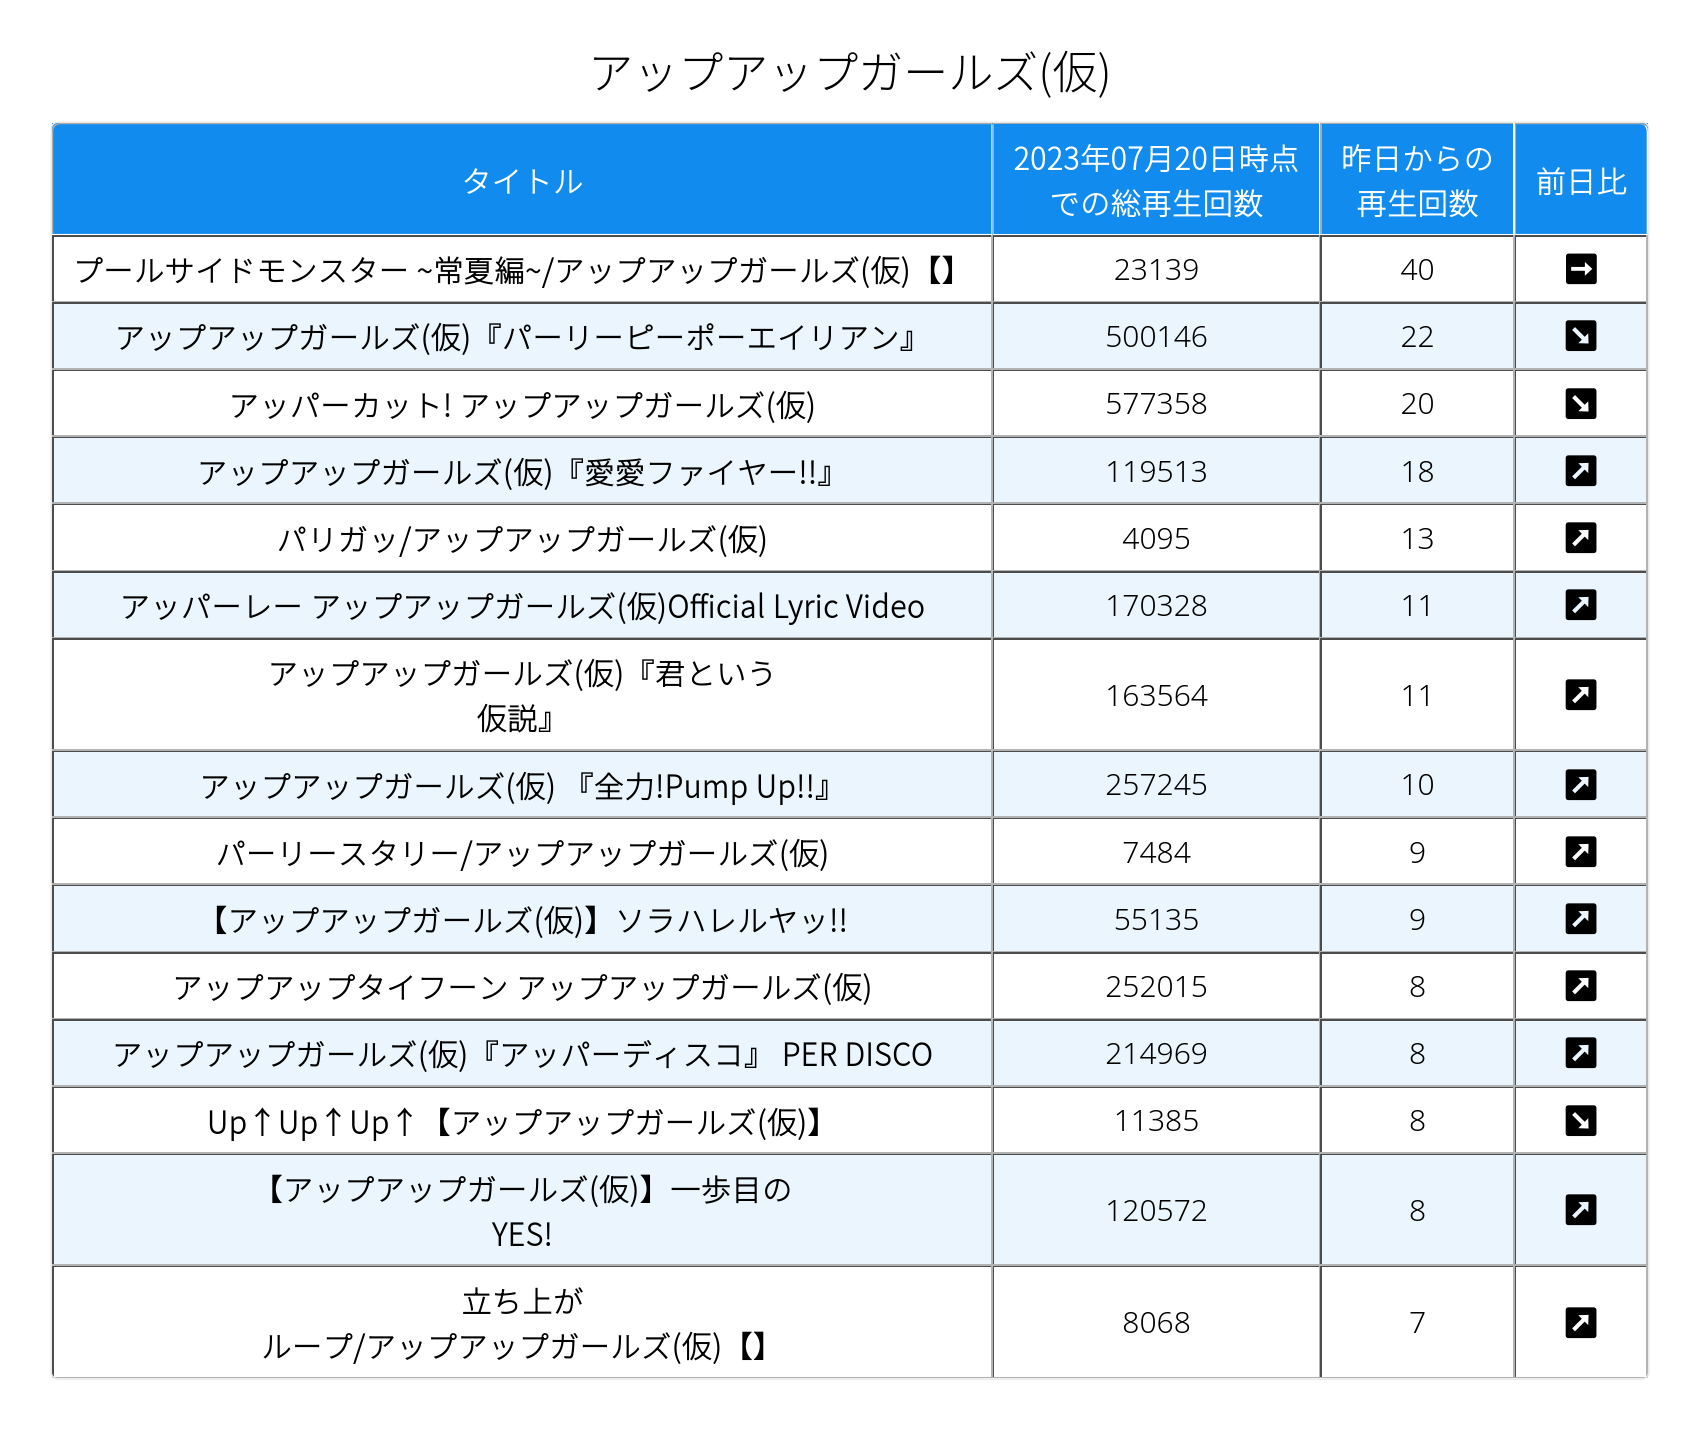 アップアップガールズ(仮)
タイトル
2023年07月20日時点
での総再生回数
昨日からの
再生回数
前日比
プールサイドモンスター ~常夏編~/アップアップガールズ(仮)【】
23139
40
➡
アップアップガールズ(仮)『パーリーピーポーエイリアン』
500146
22
↘
アッパーカット! アップアップガールズ(仮)
577358
20
↘
アップアップガールズ(仮)『愛愛ファイヤー!!』
119513
18
↗
パリガッ/アップアップガールズ(仮)
4095
13
↗
アッパーレー アップアップガールズ(仮)Official Lyric Video
170328
11
↗
アップアップガールズ(仮)『君という
仮説』
163564
11
↗
アップアップガールズ(仮) 『全力!Pump Up!!』
257245
10
↗
パーリースタリー/アップアップガールズ(仮)
7484
9
↗
【アップアップガールズ(仮)】ソラハレルヤッ!!
55135
9
↗
アップアップタイフーン アップアップガールズ(仮)
252015
8
↗
アップアップガールズ(仮)『アッパーディスコ』 PER DISCO
214969
8
↗
Up↑Up↑Up↑【アップアップガールズ(仮)】
11385
8
↘
【アップアップガールズ(仮)】一歩目の
YES!
120572
8
↗
立ち上が
ループ/アップアップガールズ(仮)【】
8068
7
↗